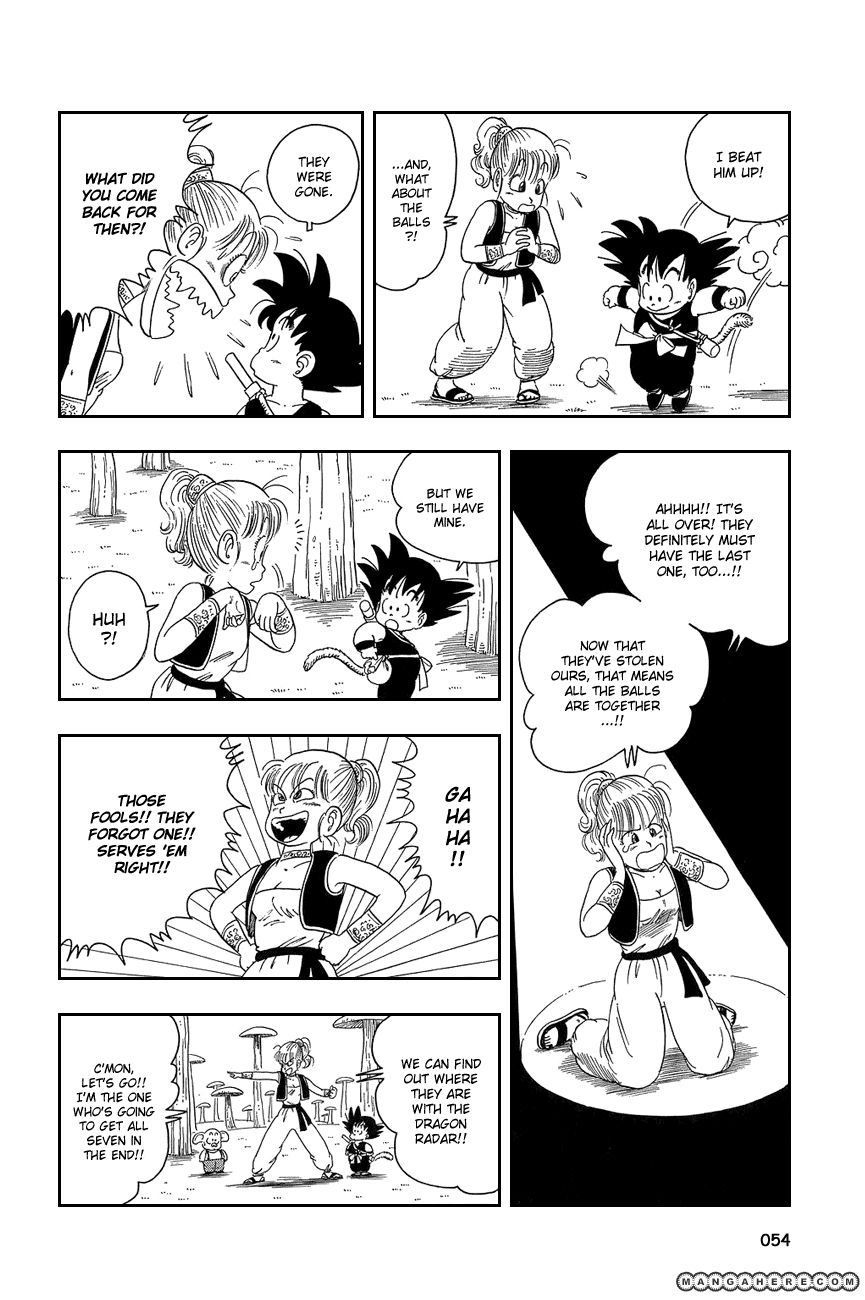 I BEAT
HIM UP!
...AND,
WHAT
ABOUT
THE
BALLS
?!
THEY
WERE
GONE.
WHAT DID
YOU COME
BACK FOR
THEN?!
AHHHH!! IT'S
ALL OVER! THEY
DEFINITELY MUST
HAVE THE LAST
ONE, TOO...!!
NOW THAT
THEY'VE STOLEN
OURS, THAT MEANS
ALL THE BALLS
ARE TOGETHER
...!!
BUT WE
STILL HAVE
MINE.
HUH
?!
GA
HA
HA
!!
THOSE
FOOLS!! THEY
FORGOT ONE!!
SERVES 'EM
RIGHT!!
WE CAN FIND
OUT WHERE
THEY ARE
WITH THE
DRAGON
RADAR!!
C'MON,
LET'S GO!!
I'M THE ONE
WHO'S GOING
TO GET ALL
SEVEN IN
THE END!!
054
MANGAHERE.COM